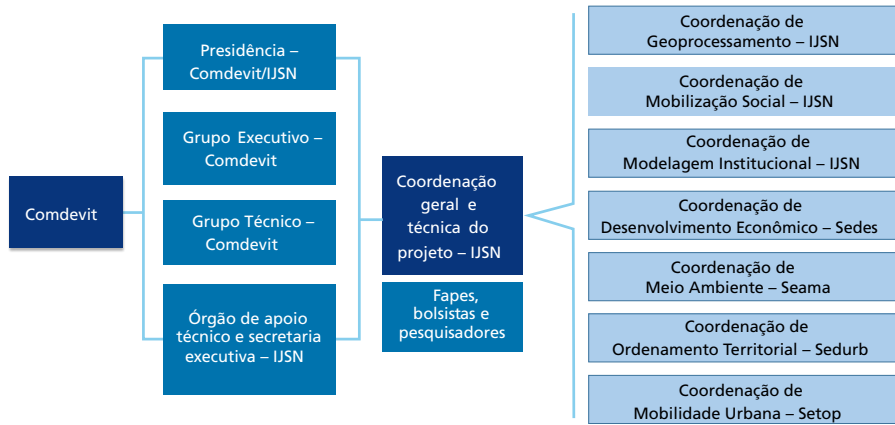 Comdevit
Presidência –
Comdevit/IJSN
Grupo Executivo –
Comdevit
Grupo Técnico –
Comdevit
Órgão de apoio
técnico e secretaria
executiva – IJSN
Coordenação
geral e
técnica do
projeto – IJSN
Fapes,
bolsistas e
pesquisadores
Coordenação de
Geoprocessamento – IJSN
Coordenação de
Mobilização Social – IJSN
Coordenação de
Modelagem Institucional – IJSN
Coordenação de
Desenvolvimento Econômico – Sedes
Coordenação de
Meio Ambiente – Seama
Coordenação de
Ordenamento Territorial – Sedurb
Coordenação de
Mobilidade Urbana – Setop